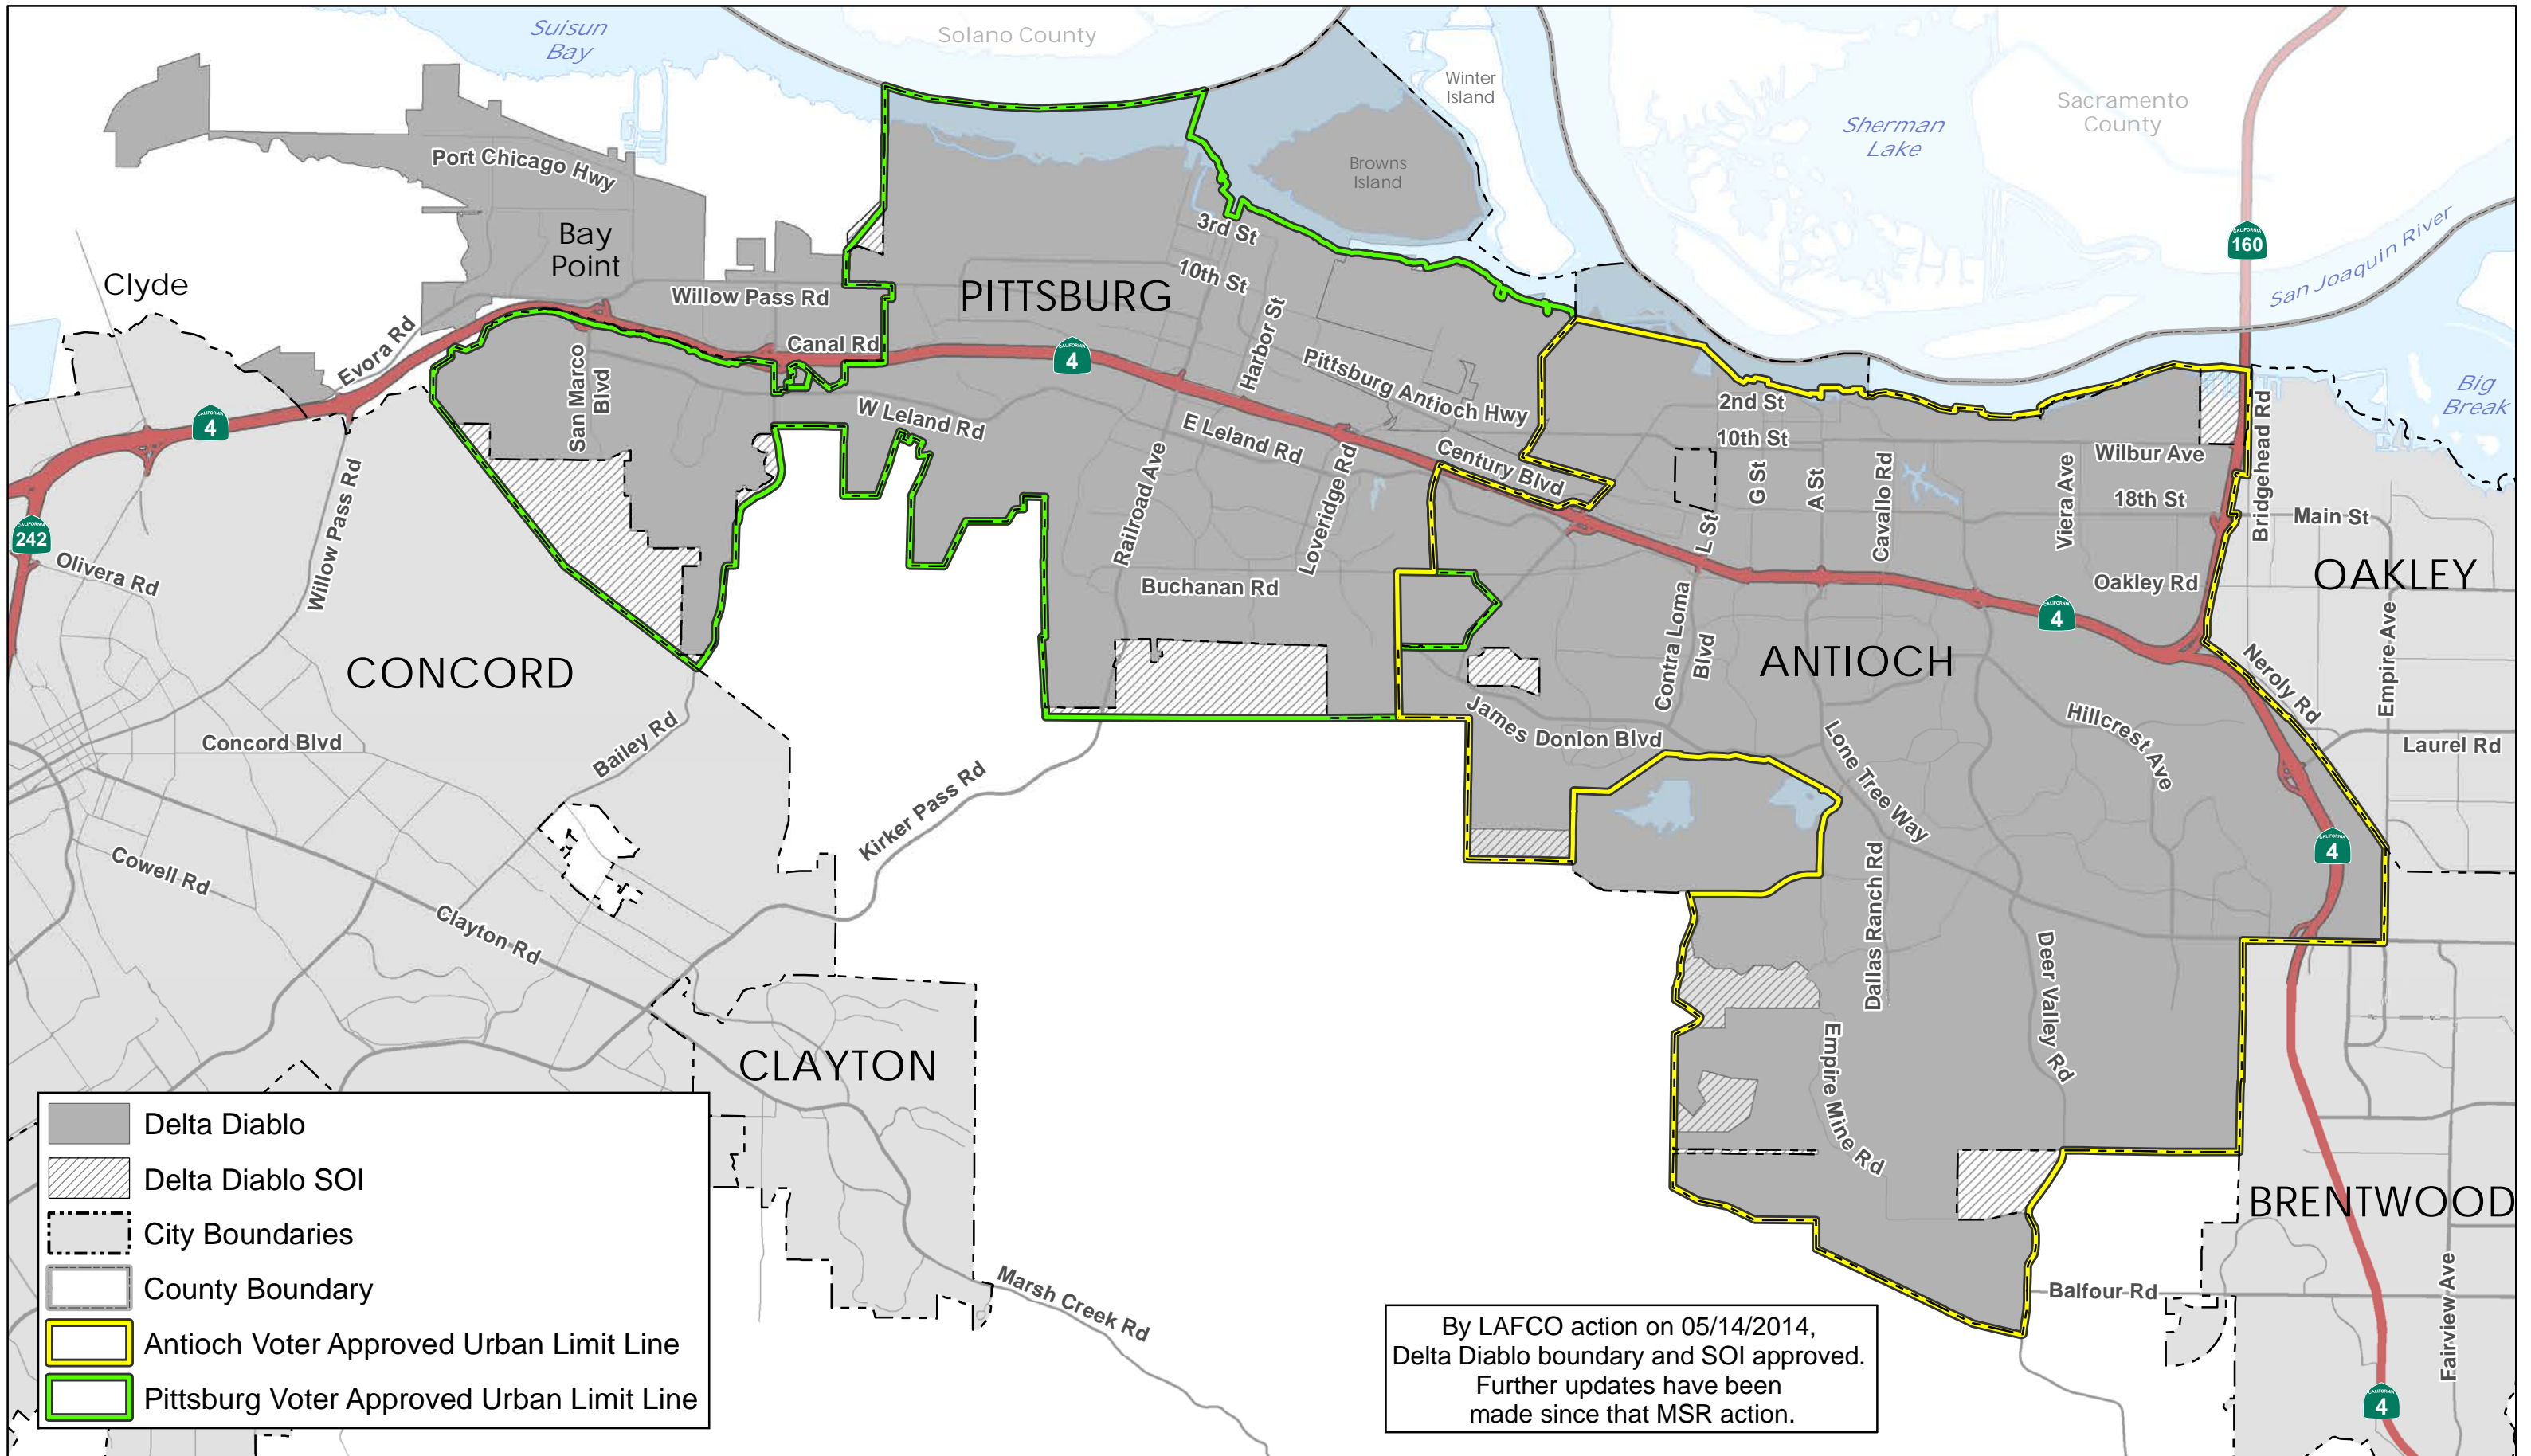 Suisun
Bay
Solano County
Winter
Island
Sacramento
County
Sherman
Lake
Browns
Island
Port Chicago Hwy
Bay
Point
3rd St
CALIFORNIA
160
San Joaquin River
Clyde
10th St
Willow Pass Rd
PITTSBURG
Evora Rd
Canal Rd
CALIFORNIA
4
Harbor St
Pittsburg Antioch Hwy
San Marco
Blvd
W Leland Rd
E Leland Rd
2nd St
10th St
Big
Break
Bridgehead Rd
CALIFORNIA
4
Century Blvd
Wilbur Ave
G St
A St
Cavallo Rd
Viera Ave
18th St
Main St
Railroad Ave
Loveridge Rd
L St
CALIFORNIA
242
Willow Pass Rd
Olivera Rd
Buchanan Rd
Oakley Rd
OAKLEY
CALIFORNIA
4
Contra Loma
Blvd
Empire Ave
CONCORD
ANTIOCH
Neroly Rd
Concord Blvd
Bailey Rd
James Donlon Blvd
Lone Tree Way
Hillcrest Ave
Laurel Rd
Kirker Pass Rd
CALIFORNIA
4
Cowell Rd
Clayton Rd
Dallas Ranch Rd
Deer Valley Rd
CLAYTON
Empire Mine Rd
BRENTWOOD
Marsh Creek Rd
Balfour Rd
Fairview Ave
CALIFORNIA
4
Delta Diablo
Delta Diablo SOI
City Boundaries
County Boundary
Antioch Voter Approved Urban Limit Line
Pittsburg Voter Approved Urban Limit Line
By LAFCO action on 05/14/2014,
Delta Diablo boundary and SOI approved.
Further updates have been
made since that MSR action.